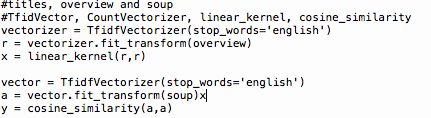 #titles, overview and soup
#TfidVector, CountVectorizer, linear_kernel, cosine_similarity
vectorizer = TfidfVectorizer(stop_words='english')
r = vectorizer.fit_transform(overview)
x = linear_kernel(r,r)
vector = TfidfVectorizer(stop_words='english')
a = vector.fit_transform(soup)x
y = cosine_similarity(a,a)